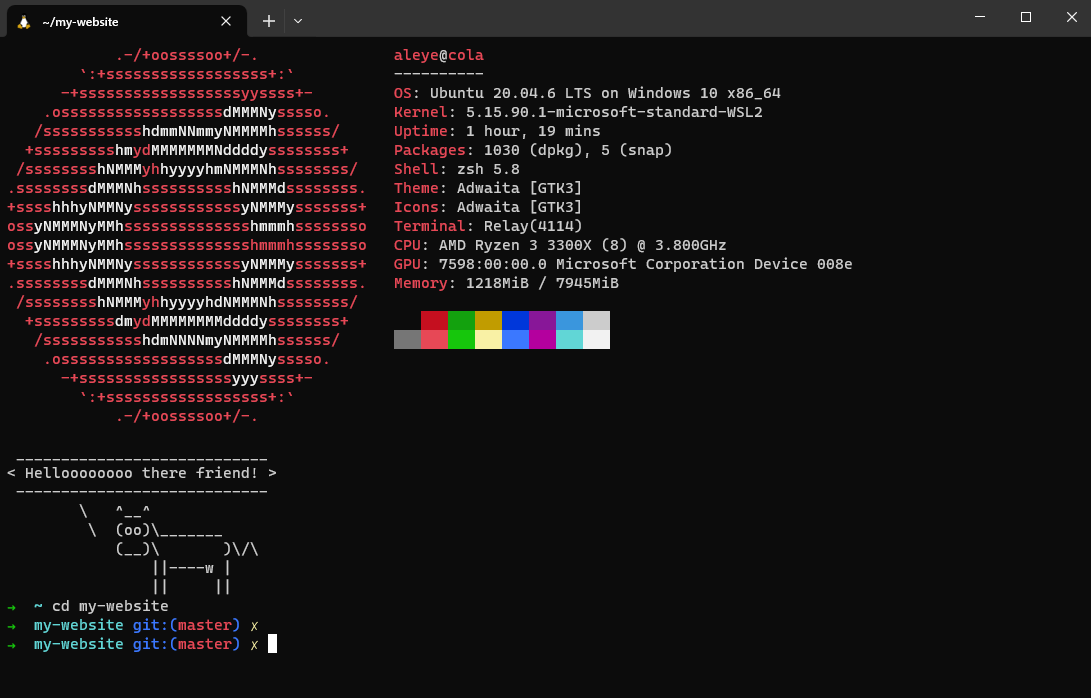 ~/my-website
            .-/+oossssoo+/-.               aleye@cola
        `:+ssssssssssssssssss+:`           ----------
      -+ssssssssssssssssssyyssss+-         OS: Ubuntu 20.04.6 LTS on Windows 10 x86_64
    .ossssssssssssssssssdMMMNysssso.       Kernel: 5.15.90.1-microsoft-standard-WSL2
   /ssssssssssshdmmNNmmyNMMMMhssssss/      Uptime: 1 hour, 19 mins
  +ssssssssshmydMMMMMMMNddddyssssssss+     Packages: 1030 (dpkg), 5 (snap)
 /sssssssshNMMMyhhyyyyhmNMMMNhssssssss/    Shell: zsh 5.8
.ssssssssdMMMNhsssssssssshNMMMdssssssss.   Theme: Adwaita [GTK3]
+sssshhhyNMMNyssssssssssssyNMMMysssssss+   Icons: Adwaita [GTK3]
ossyNMMMNyMMhsssssssssssssshmmmhssssssso   Terminal: Relay(4114)
ossyNMMMNyMMhsssssssssssssshmmmhssssssso   CPU: AMD Ryzen 3 3300X (8) @ 3.800GHz
+sssshhhyNMMNyssssssssssssyNMMMysssssss+   GPU: 7598:00:00.0 Microsoft Corporation Device 008e
.ssssssssdMMMNhsssssssssshNMMMdssssssss.   Memory: 1218MiB / 7945MiB
 /sssssssshNMMMyhhyyyyhdNMMMNhssssssss/
  +sssssssssdmydMMMMMMMMddddyssssssss+
   /ssssssssssshdmNNNNmyNMMMMhssssss/
    .ossssssssssssssssssdMMMNysssso.
      -+sssssssssssssssssyyyssss+-
        `:+ssssssssssssssssss+:`
            .-/+oossssoo+/-.
 ____________________________
< Helloooooooo there friend! >
 ----------------------------
        \   ^__^
         \  (oo)\_______
            (__)\       )\/\
                ||----w |
                ||     ||
→  ~ cd my-website
→  my-website git:(master) ✗
→  my-website git:(master) ✗